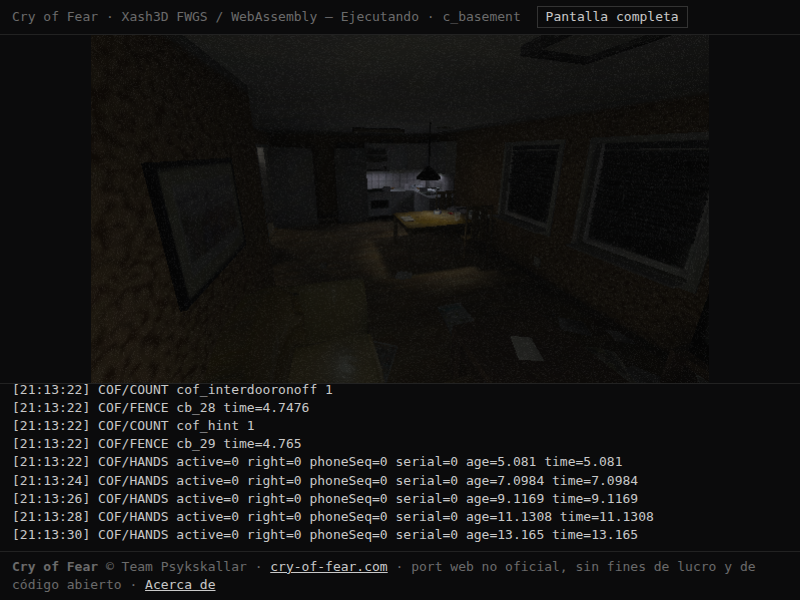 Cry of Fear · Xash3D FWGS / WebAssembly — Ejecutando · c_basement
Pantalla completa
[21:13:22] COF/COUNT cof_interdooronoff 1
[21:13:22] COF/FENCE cb_28 time=4.7476
[21:13:22] COF/COUNT cof_hint 1
[21:13:22] COF/FENCE cb_29 time=4.765
[21:13:22] COF/HANDS active=0 right=0 phoneSeq=0 serial=0 age=5.081 time=5.081
[21:13:24] COF/HANDS active=0 right=0 phoneSeq=0 serial=0 age=7.0984 time=7.0984
[21:13:26] COF/HANDS active=0 right=0 phoneSeq=0 serial=0 age=9.1169 time=9.1169
[21:13:28] COF/HANDS active=0 right=0 phoneSeq=0 serial=0 age=11.1308 time=11.1308
[21:13:30] COF/HANDS active=0 right=0 phoneSeq=0 serial=0 age=13.165 time=13.165
Cry of Fear © Team Psykskallar · cry-of-fear.com · port web no oficial, sin fines de lucro y de
código abierto · Acerca de